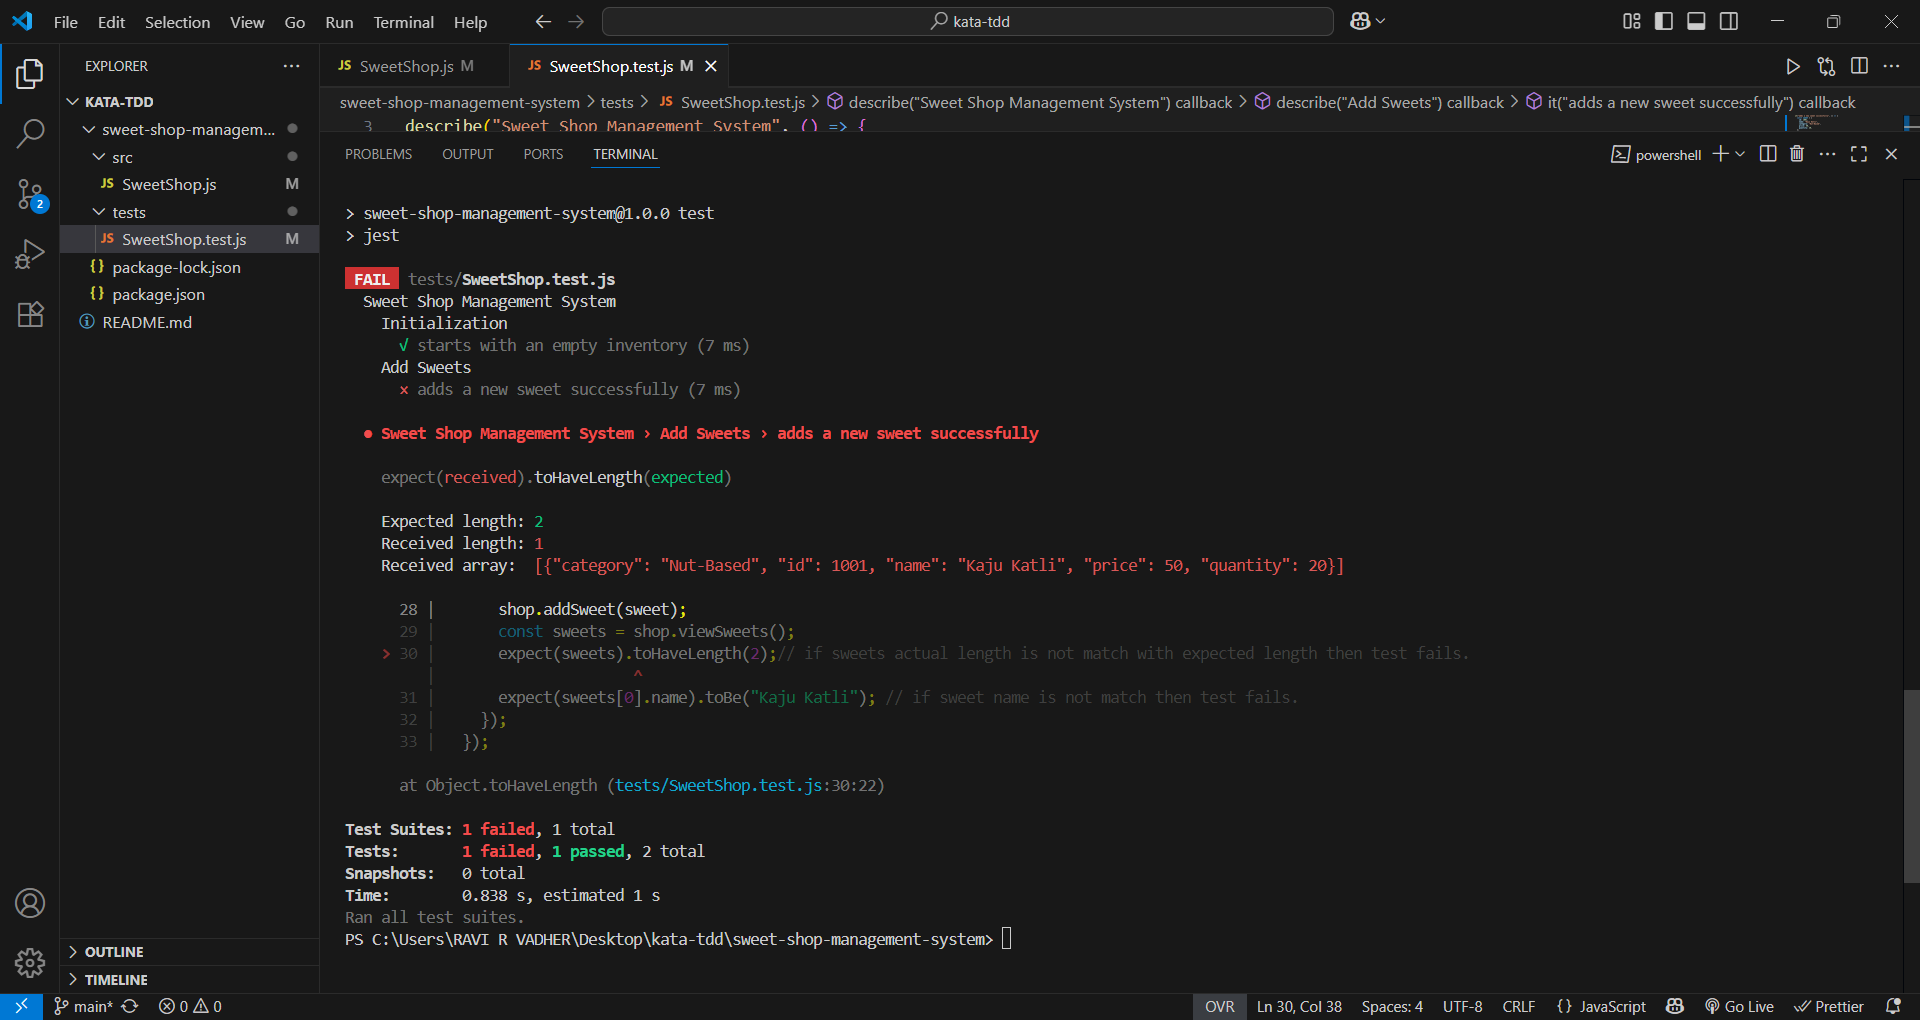 File Edit Selection View Go Run Terminal Help
kata-tdd
EXPLORER
KATA-TDD
sweet-shop-managem...
src
JS SweetShop.js M
tests
JS SweetShop.test.js M
{} package-lock.json
{} package.json
README.md
OUTLINE
TIMELINE
2
JS SweetShop.js M
JS SweetShop.test.js M
sweet-shop-management-system > tests > JS SweetShop.test.js > describe("Sweet Shop Management System") callback > describe("Add Sweets") callback > it("adds a new sweet successfully") callback
3 describe("Sweet Shop Management System", () => {
PROBLEMS OUTPUT PORTS TERMINAL
powershell
> sweet-shop-management-system@1.0.0 test
> jest
FAIL tests/SweetShop.test.js
Sweet Shop Management System
Initialization
√ starts with an empty inventory (7 ms)
Add Sweets
× adds a new sweet successfully (7 ms)
● Sweet Shop Management System › Add Sweets › adds a new sweet successfully
expect(received).toHaveLength(expected)
Expected length: 2
Received length: 1
Received array: [{"category": "Nut-Based", "id": 1001, "name": "Kaju Katli", "price": 50, "quantity": 20}]
28 | shop.addSweet(sweet);
29 | const sweets = shop.viewSweets();
> 30 | expect(sweets).toHaveLength(2);// if sweets actual length is not match with expected length then test fails.
| ^
31 | expect(sweets[0].name).toBe("Kaju Katli"); // if sweet name is not match then test fails.
32 | });
33 | });
at Object.toHaveLength (tests/SweetShop.test.js:30:22)
Test Suites: 1 failed, 1 total
Tests: 1 failed, 1 passed, 2 total
Snapshots: 0 total
Time: 0.838 s, estimated 1 s
Ran all test suites.
PS C:\Users\RAVI R VADHER\Desktop\kata-tdd\sweet-shop-management-system>
main* 0 0 OVR Ln 30, Col 38 Spaces: 4 UTF-8 CRLF {} JavaScript Go Live Prettier